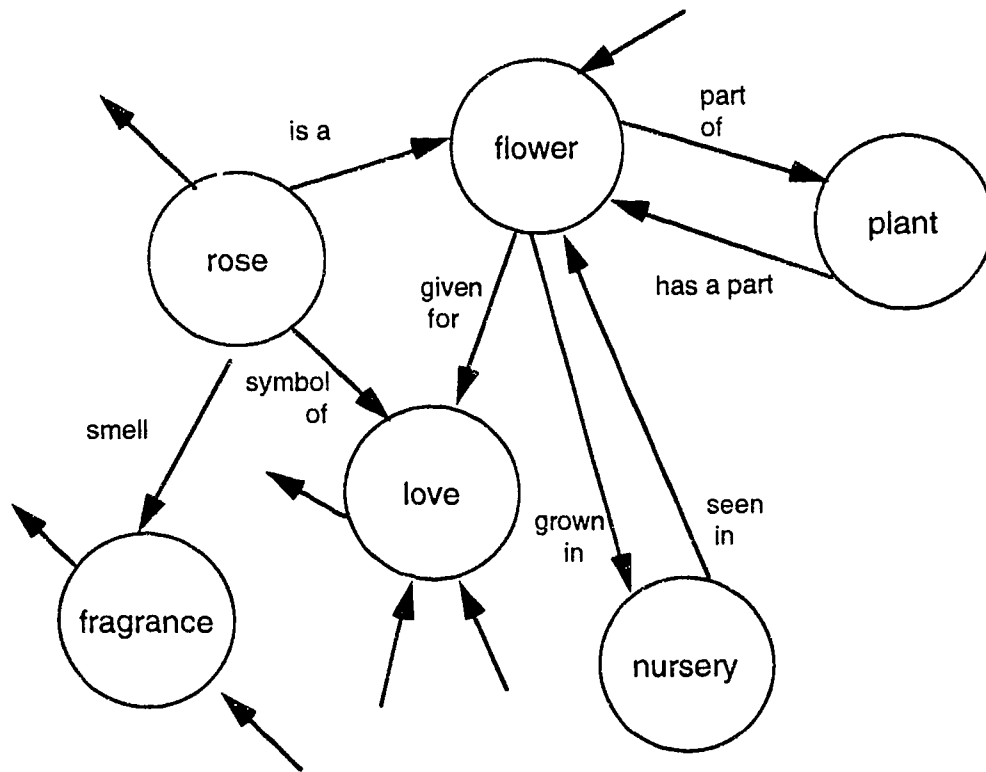 is a
flower
part
of
plant
rose
has a part
given
for
symbol
of
smell
love
grown
in
seen
in
fragrance
nursery